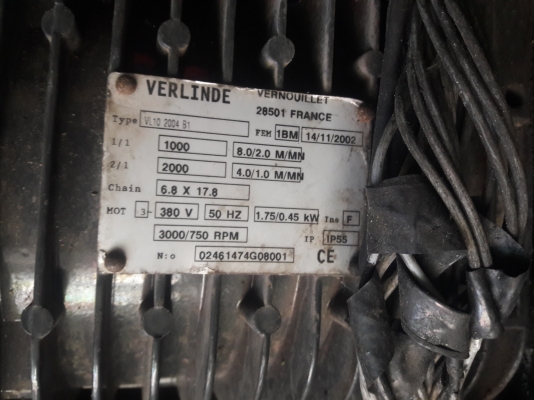 VERLINDE VERNOUILLET
28501 FRANCE
Type VL10 2004 B1 FEM 1BM 14/11/2002
1/1 1000 8.0/2.0 M/MN
2/1 2000 4.0/1.0 M/MN
Chain 6.8 X 17.8
MOT 3~ 380 V 50 HZ 1.75/0.45 kW Ins F
3000/750 RPM IP IP55
N:o 02461474G08001 CE